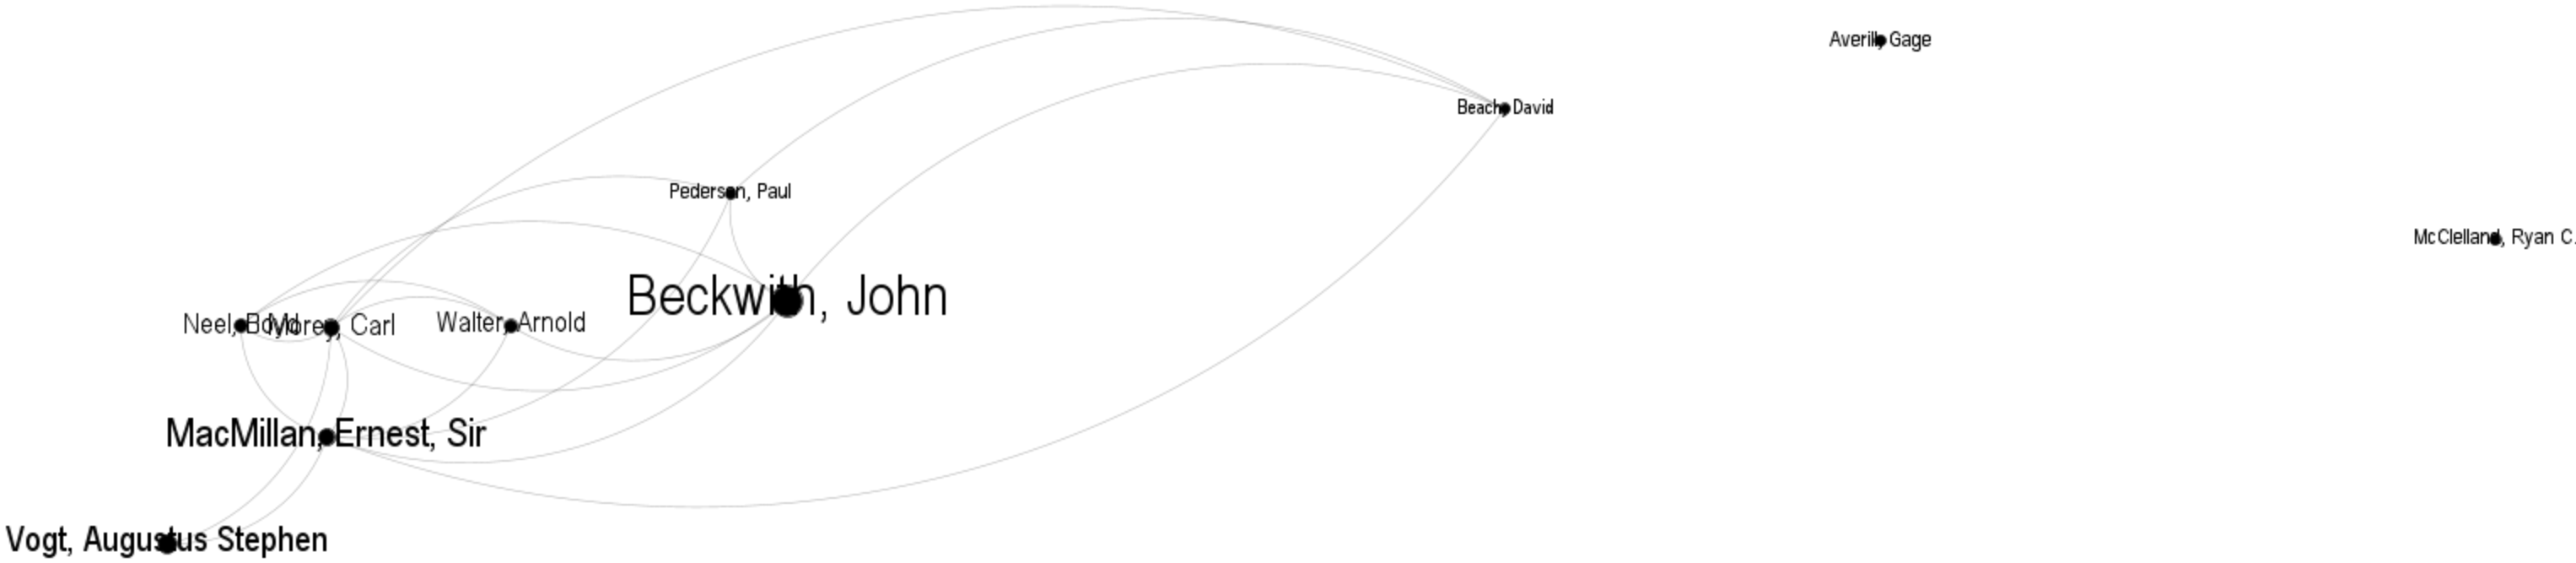 Averill, Gage
Beach, David
Pederson, Paul
McClelland, Ryan C.
Beckwith, John
Neel, Boyd
Morey, Carl
Walter, Arnold
MacMillan, Ernest, Sir
Vogt, Augustus Stephen